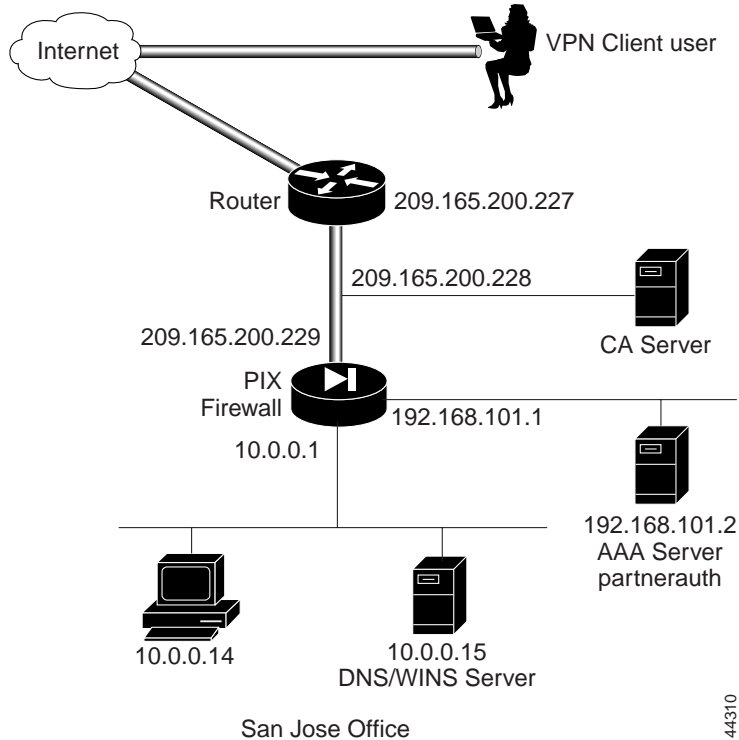 Internet
VPN Client user
Router
209.165.200.227
209.165.200.228
209.165.200.229
CA Server
PIX
Firewall
192.168.101.1
10.0.0.1
192.168.101.2
AAA Server
partnerauth
10.0.0.14
10.0.0.15
DNS/WINS Server
San Jose Office
44310